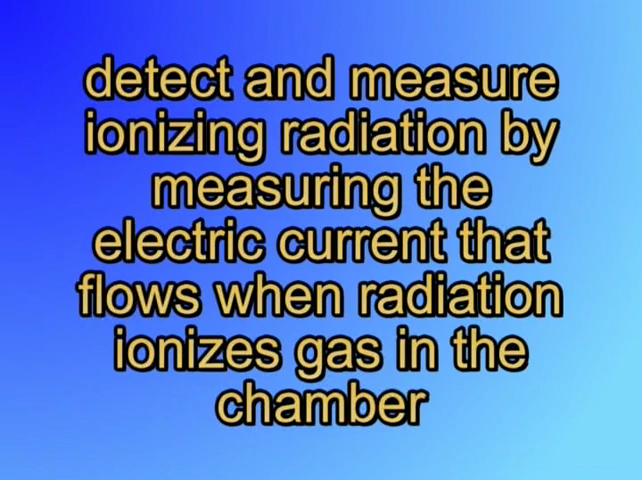 detect and measure
ionizing radiation by
measuring the
electric current that
flows when radiation
ionizes gas in the
chamber